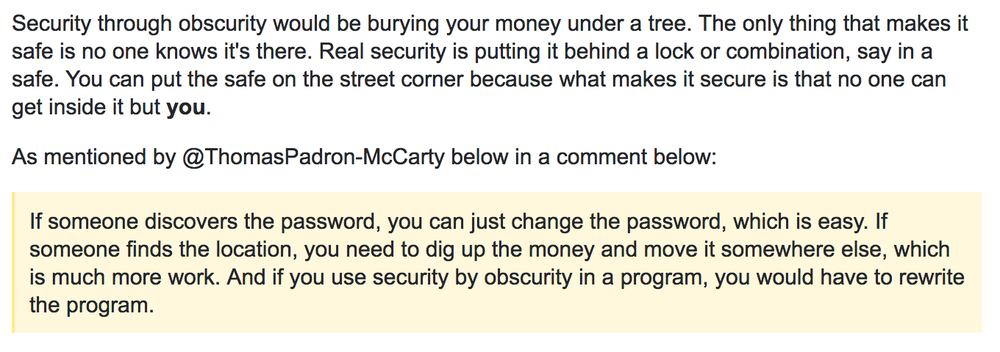 Security through obscurity would be burying your money under a tree. The only thing that makes it
safe is no one knows it's there. Real security is putting it behind a lock or combination, say in a
safe. You can put the safe on the street corner because what makes it secure is that no one can
get inside it but you.
As mentioned by @ThomasPadron-McCarty below in a comment below:
If someone discovers the password, you can just change the password, which is easy. If
someone finds the location, you need to dig up the money and move it somewhere else, which
is much more work. And if you use security by obscurity in a program, you would have to rewrite
the program.